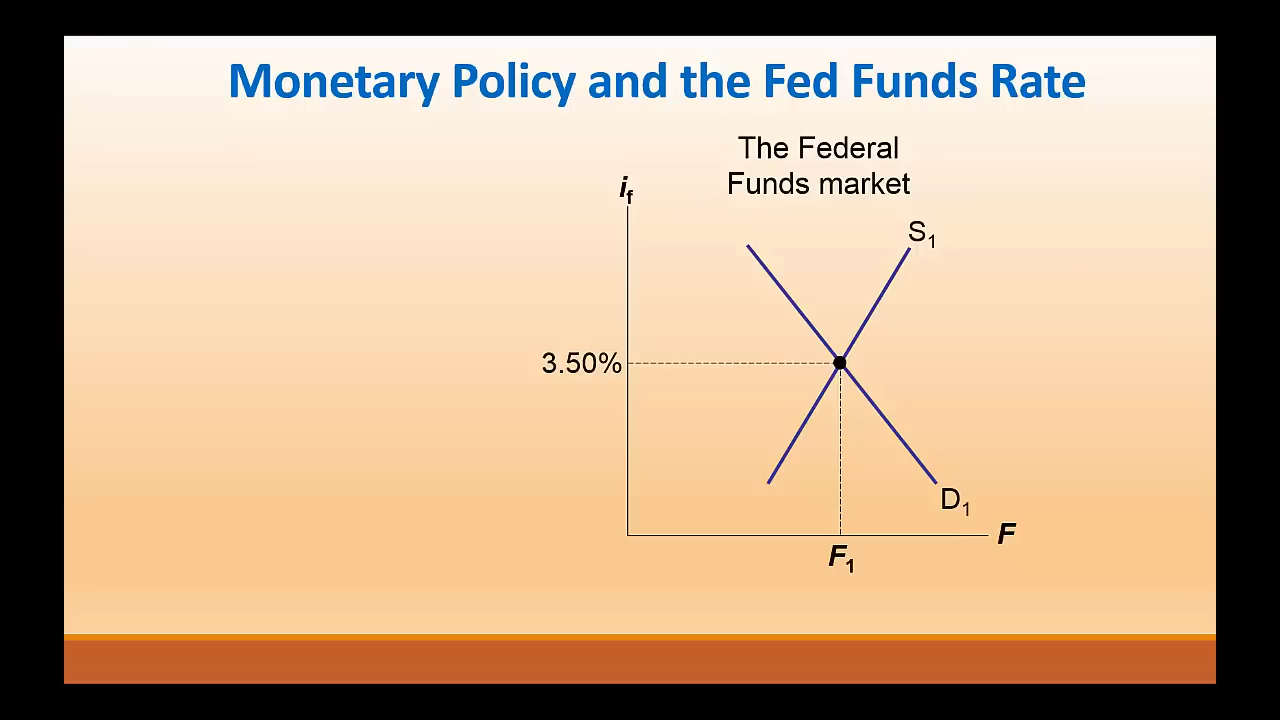 Monetary Policy and the Fed Funds Rate
The Federal
Funds market
if
S1
3.50%
D1
F
F1